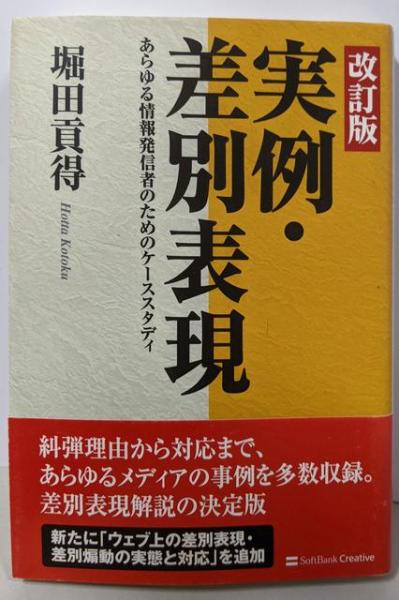 改訂版
実例・
差別表現
あらゆる情報発信者のためのケーススタディ
堀田貢得
Hotta Kotoku
糾弾理由から対応まで、
あらゆるメディアの事例を多数収録。
差別表現解説の決定版
新たに「ウェブ上の差別表現・
差別煽動の実態と対応」を追加
SoftBank Creative